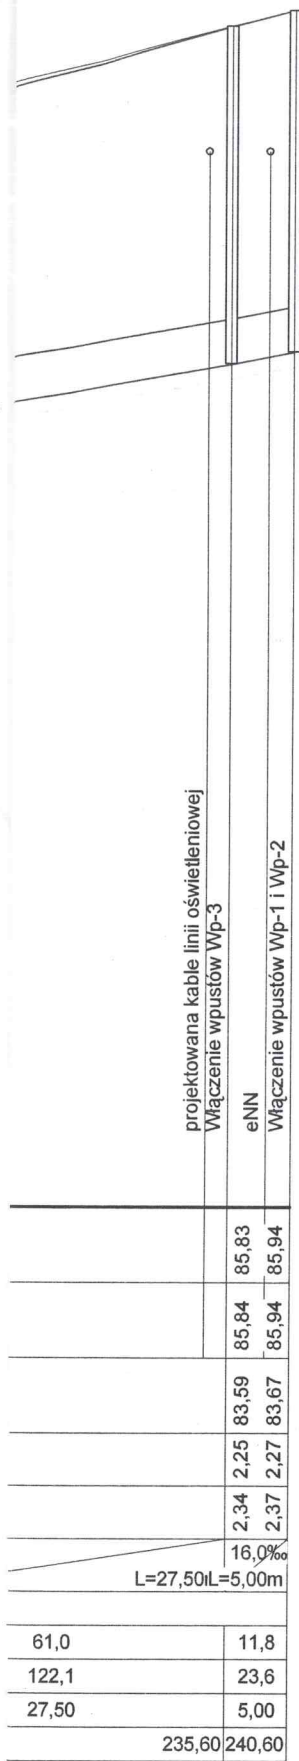 projektowana kable linii oświetleniowej
Włączenie wpustów Wp-3
eNN
Włączenie wpustów Wp-1 i Wp-2
85,83 85,94
85,84 85,94
83,59 83,67
2,25 2,27
2,34 2,37
16,0‰
L=27,50 L=5,00m
61,0 11,8
122,1 23,6
27,50 5,00
235,60 240,60